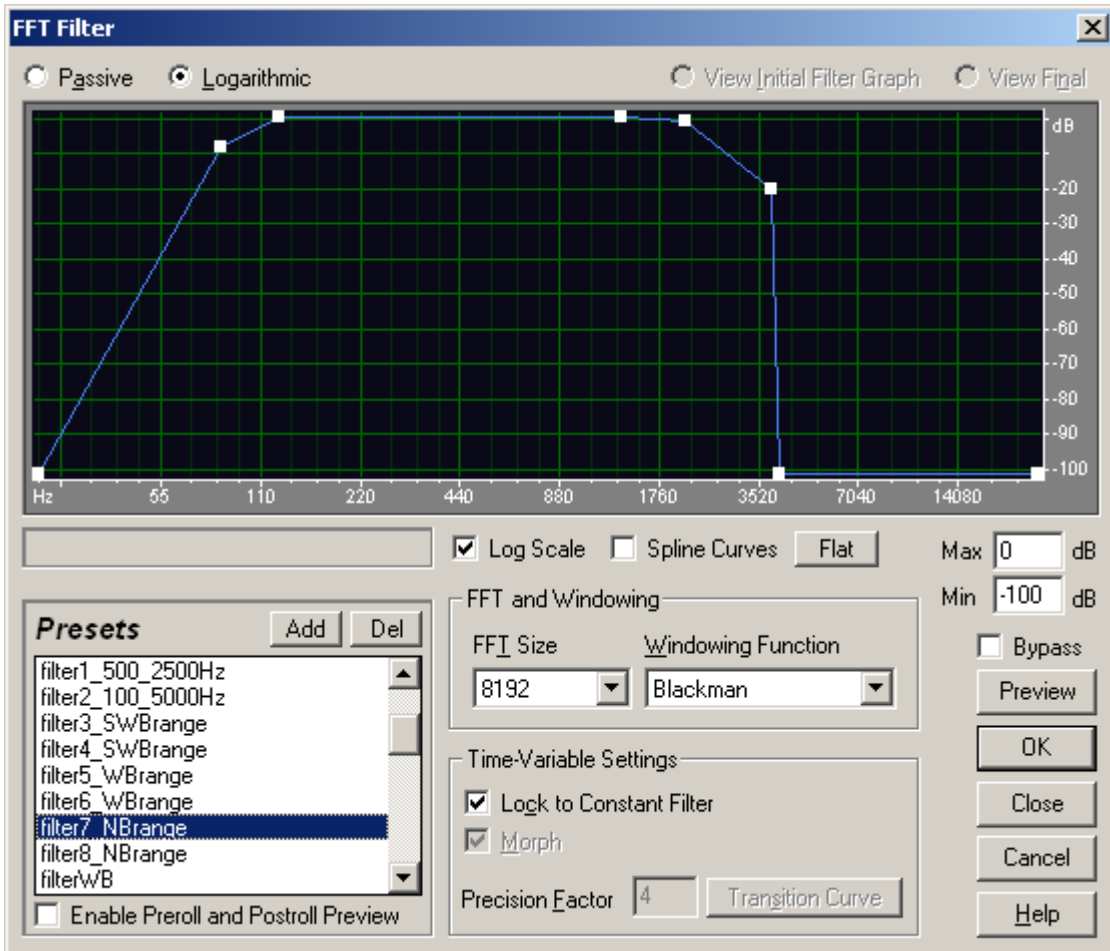 FFT Filter
Passive Logarithmic View Initial Filter Graph View Final
dB
-20
-30
-40
-50
-60
-70
-80
-90
-100
Hz 55 110 220 440 880 1760 3520 7040 14080
Log Scale Spline Curves Flat
Max 0 dB
Min -100 dB
Presets Add Del
filter1_500_2500Hz
filter2_100_5000Hz
filter3_SWBrange
filter4_SWBrange
filter5_WBrange
filter6_WBrange
filter7_NBrange
filter8_NBrange
filterWB
Enable Preroll and Postroll Preview
FFT and Windowing
FFT Size Windowing Function
8192 Blackman
Time-Variable Settings
Lock to Constant Filter
Morph
Precision Factor 4 Transition Curve
Bypass
Preview
OK
Close
Cancel
Help